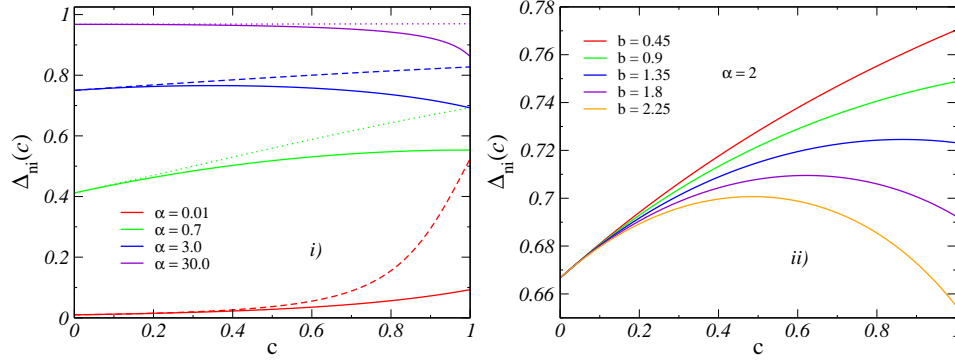 Δni(c)
1
0.8
0.6
0.4
0.2
0
0 0.2 0.4 0.6 0.8 1
c
α = 0.01
α = 0.7
α = 3.0
α = 30.0
i)
Δni(c)
0.78
0.76
0.74
0.72
0.7
0.68
0.66
0 0.2 0.4 0.6 0.8 1
c
b = 0.45
b = 0.9
b = 1.35
b = 1.8
b = 2.25
α = 2
ii)